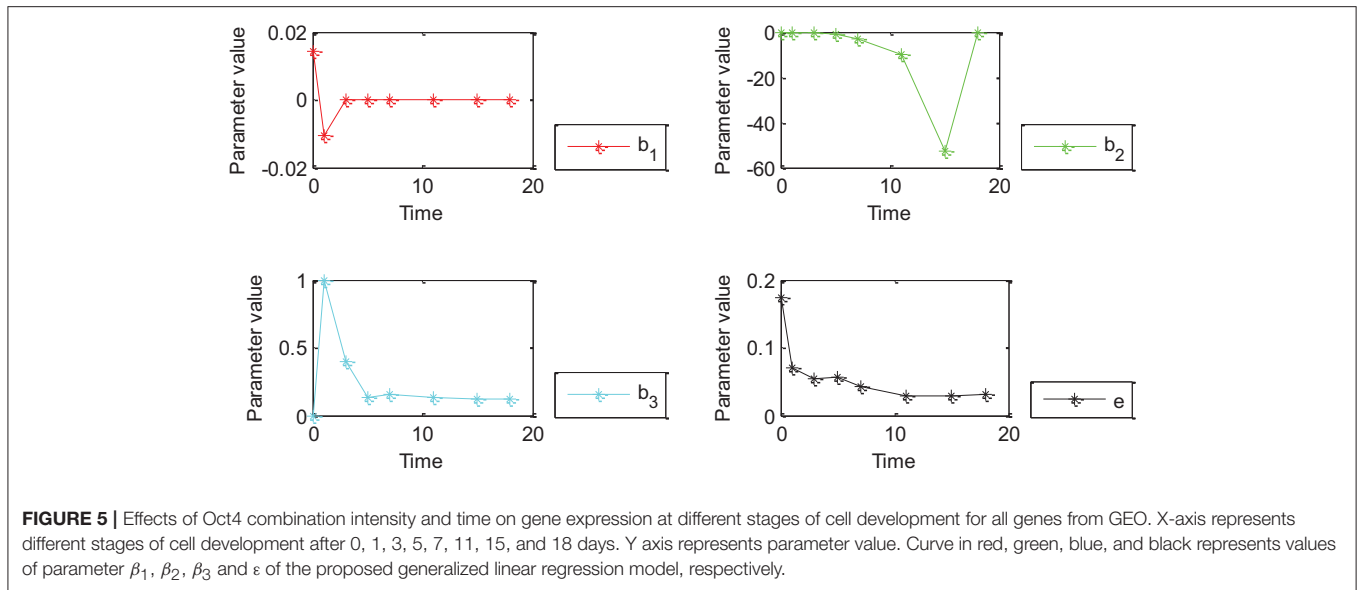 0.02
0
-0.02
Parameter value
0 10 20
Time
b1
0
-20
-40
-60
Parameter value
0 10 20
Time
b2
1
0.5
0
Parameter value
0 10 20
Time
b3
0.2
0.1
0
Parameter value
0 10 20
Time
e
FIGURE 5 | Effects of Oct4 combination intensity and time on gene expression at different stages of cell development for all genes from GEO. X-axis represents
different stages of cell development after 0, 1, 3, 5, 7, 11, 15, and 18 days. Y axis represents parameter value. Curve in red, green, blue, and black represents values
of parameter β1, β2, β3 and ε of the proposed generalized linear regression model, respectively.